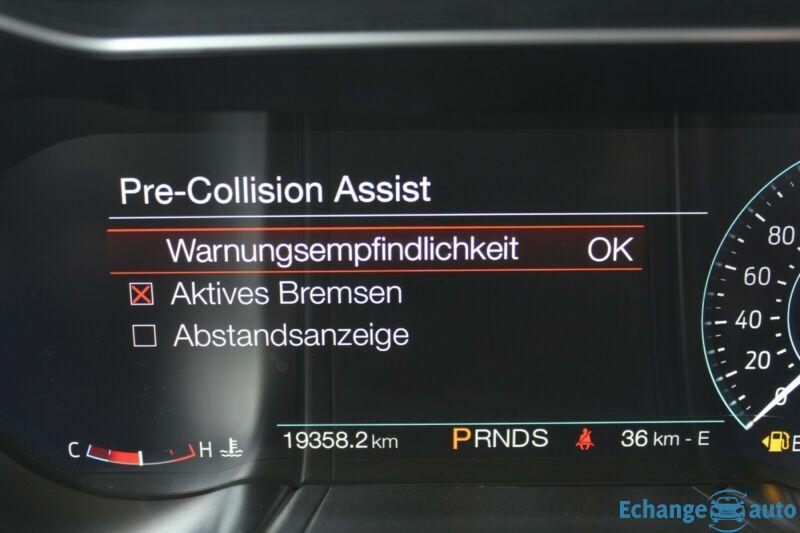 Pre-Collision Assist
Warnungsempfindlichkeit OK
Aktives Bremsen
Abstandsanzeige
80
60
40
20
0
C H
19358.2 km PRNDS 36 km - E
E
Echange auto